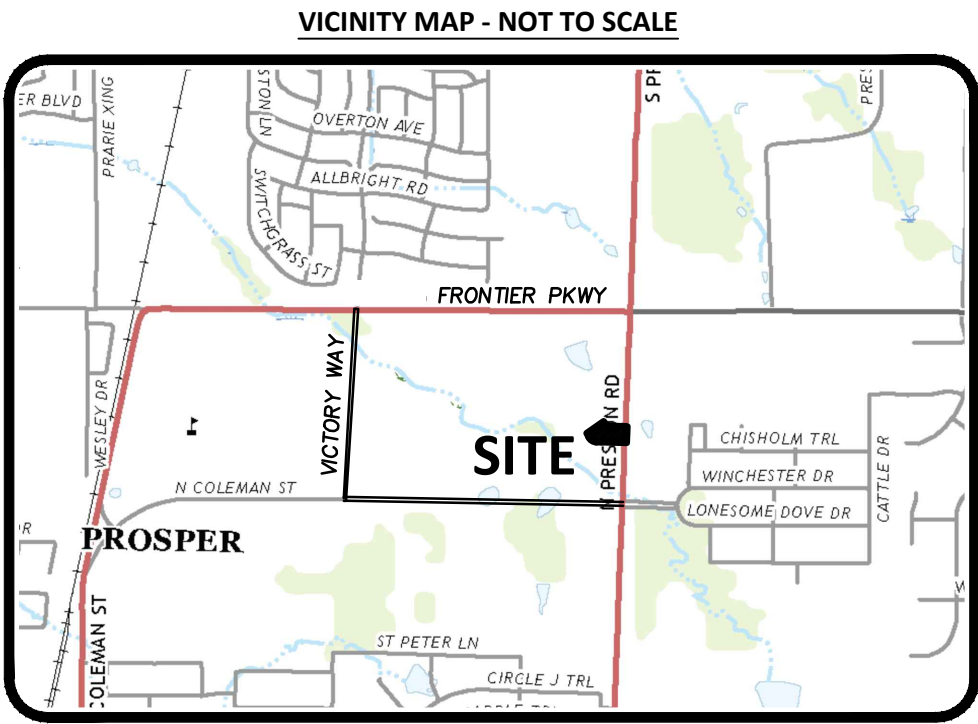 VICINITY MAP - NOT TO SCALE
ER BLVD
PRARIE XING
STON LN
OVERTON AVE
ALLBRIGHT RD
SWITCHGRASS ST
FRONTIER PKWY
VICTORY WAY
WESLEY DR
N COLEMAN ST
PROSPER
COLEMAN ST
SITE
CHISHOLM TRL
WINCHESTER DR
LONESOME DOVE DR
CATTLE DR
ST PETER LN
CIRCLE J TRL